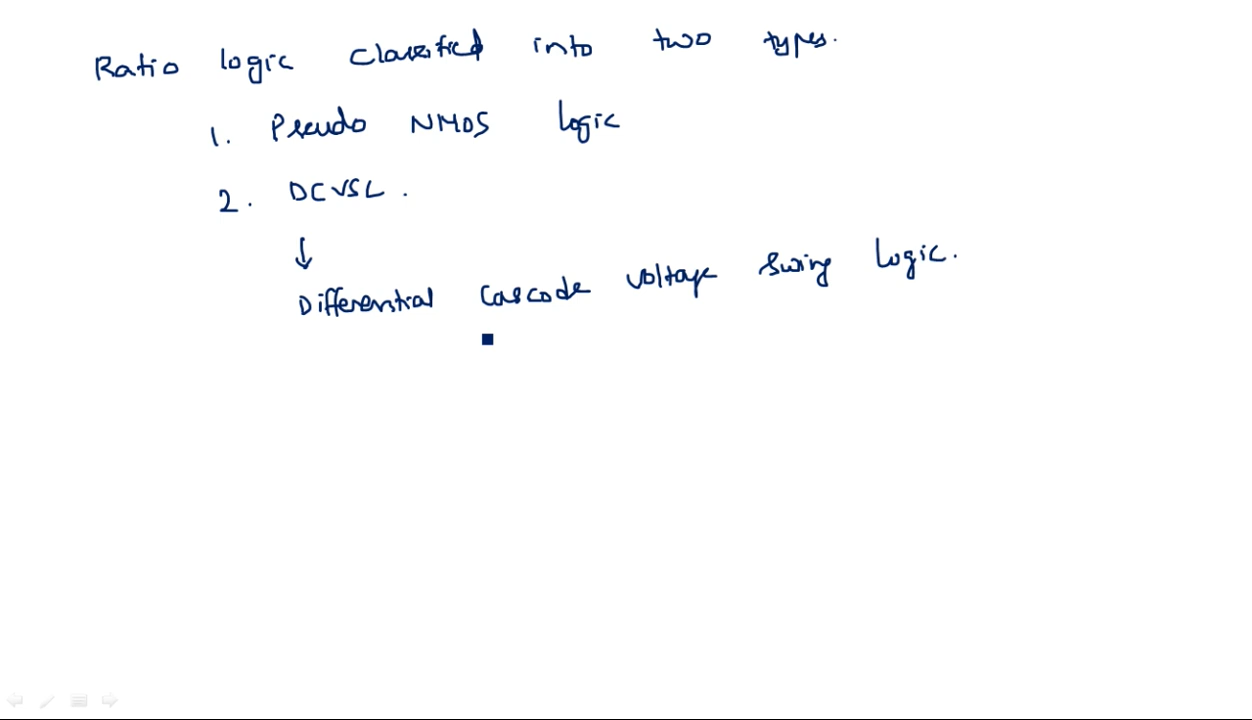 Ratio logic classified into two types.
1. Pseudo NMOS logic
2. DCVSL.
↓
Differential Cascode voltage swing Logic.